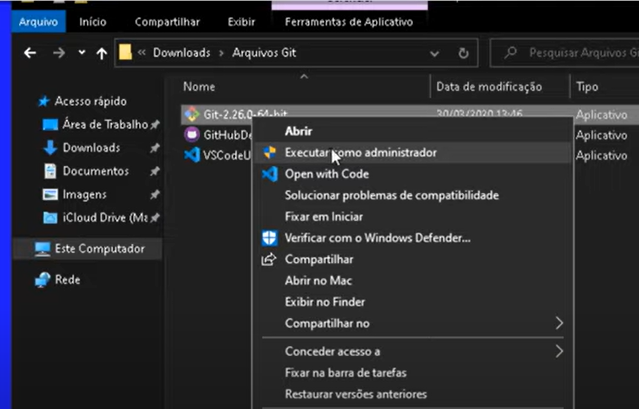 Arquivo Início Compartilhar Exibir Ferramentas de Aplicativo
« Downloads > Arquivos Git
Pesquisar Arquivos
Nome Data de modificação Tipo
Acesso rápido
Área de Trabalho
Downloads
Documentos
Imagens
iCloud Drive (Ma
Este Computador
Rede
Git-2.26.0-64-bit 30/03/2020 13:46 Aplicativo
GitHubDe Aplicativo
VSCodeU Aplicativo
Abrir
Executar como administrador
Open with Code
Solucionar problemas de compatibilidade
Fixar em Iniciar
Verificar com o Windows Defender...
Compartilhar
Abrir no Mac
Exibir no Finder
Compartilhar no
Conceder acesso a
Fixar na barra de tarefas
Restaurar versões anteriores